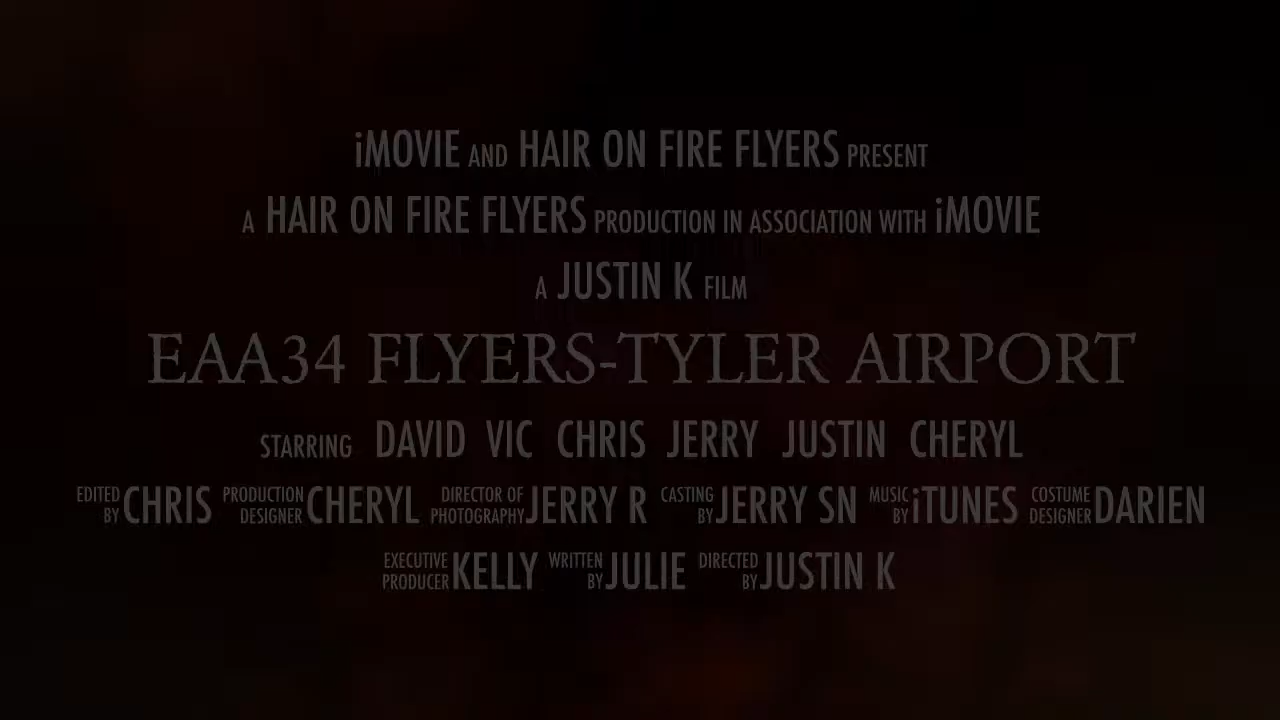 iMOVIE AND HAIR ON FIRE FLYERS PRESENT
A HAIR ON FIRE FLYERS PRODUCTION IN ASSOCIATION WITH iMOVIE
A JUSTIN K FILM
EAA34 FLYERS-TYLER AIRPORT
STARRING DAVID VIC CHRIS JERRY JUSTIN CHERYL
EDITED BY CHRIS PRODUCTION DESIGNER CHERYL DIRECTOR OF PHOTOGRAPHY JERRY R CASTING BY JERRY SN MUSIC BY iTUNES COSTUME DESIGNER DARIEN
EXECUTIVE PRODUCER KELLY WRITTEN BY JULIE DIRECTED BY JUSTIN K